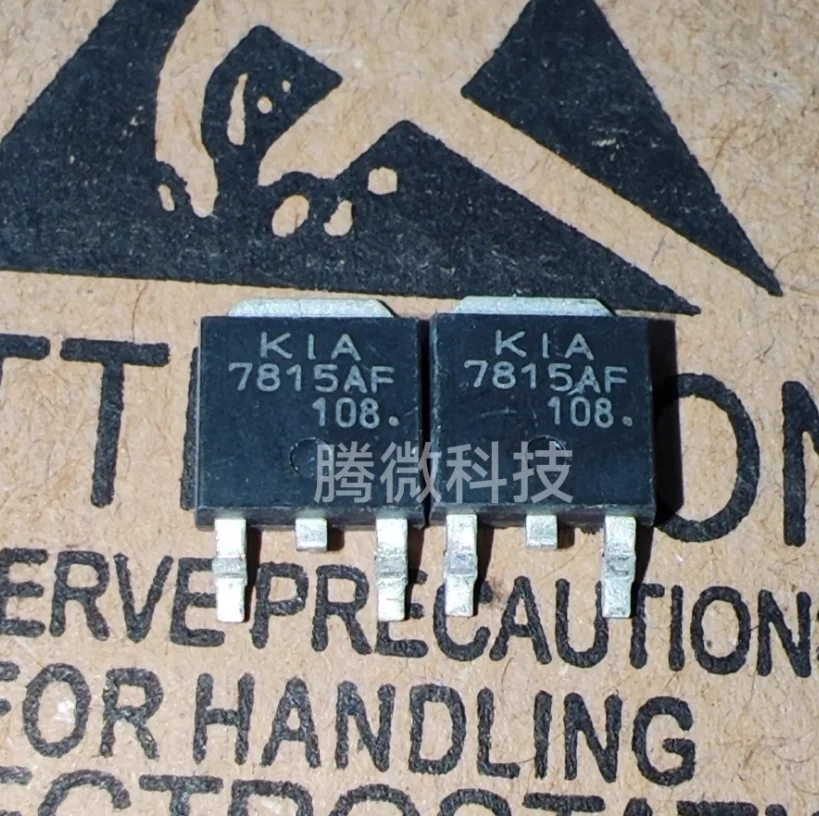 KIA
7815AF
108.
KIA
7815AF
108.
腾微科技
ERVE PRECAUTIONS
FOR HANDLING